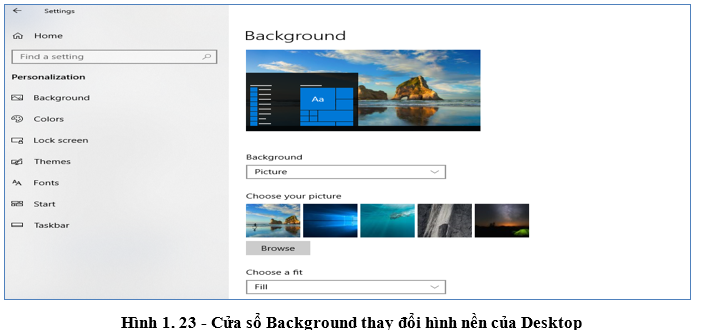 Settings
Home
Find a setting
Personalization
Background
Colors
Lock screen
Themes
Fonts
Start
Taskbar
Background
Aa
Background
Picture
Choose your picture
Browse
Choose a fit
Fill
Hình 1. 23 - Cửa sổ Background thay đổi hình nền của Desktop